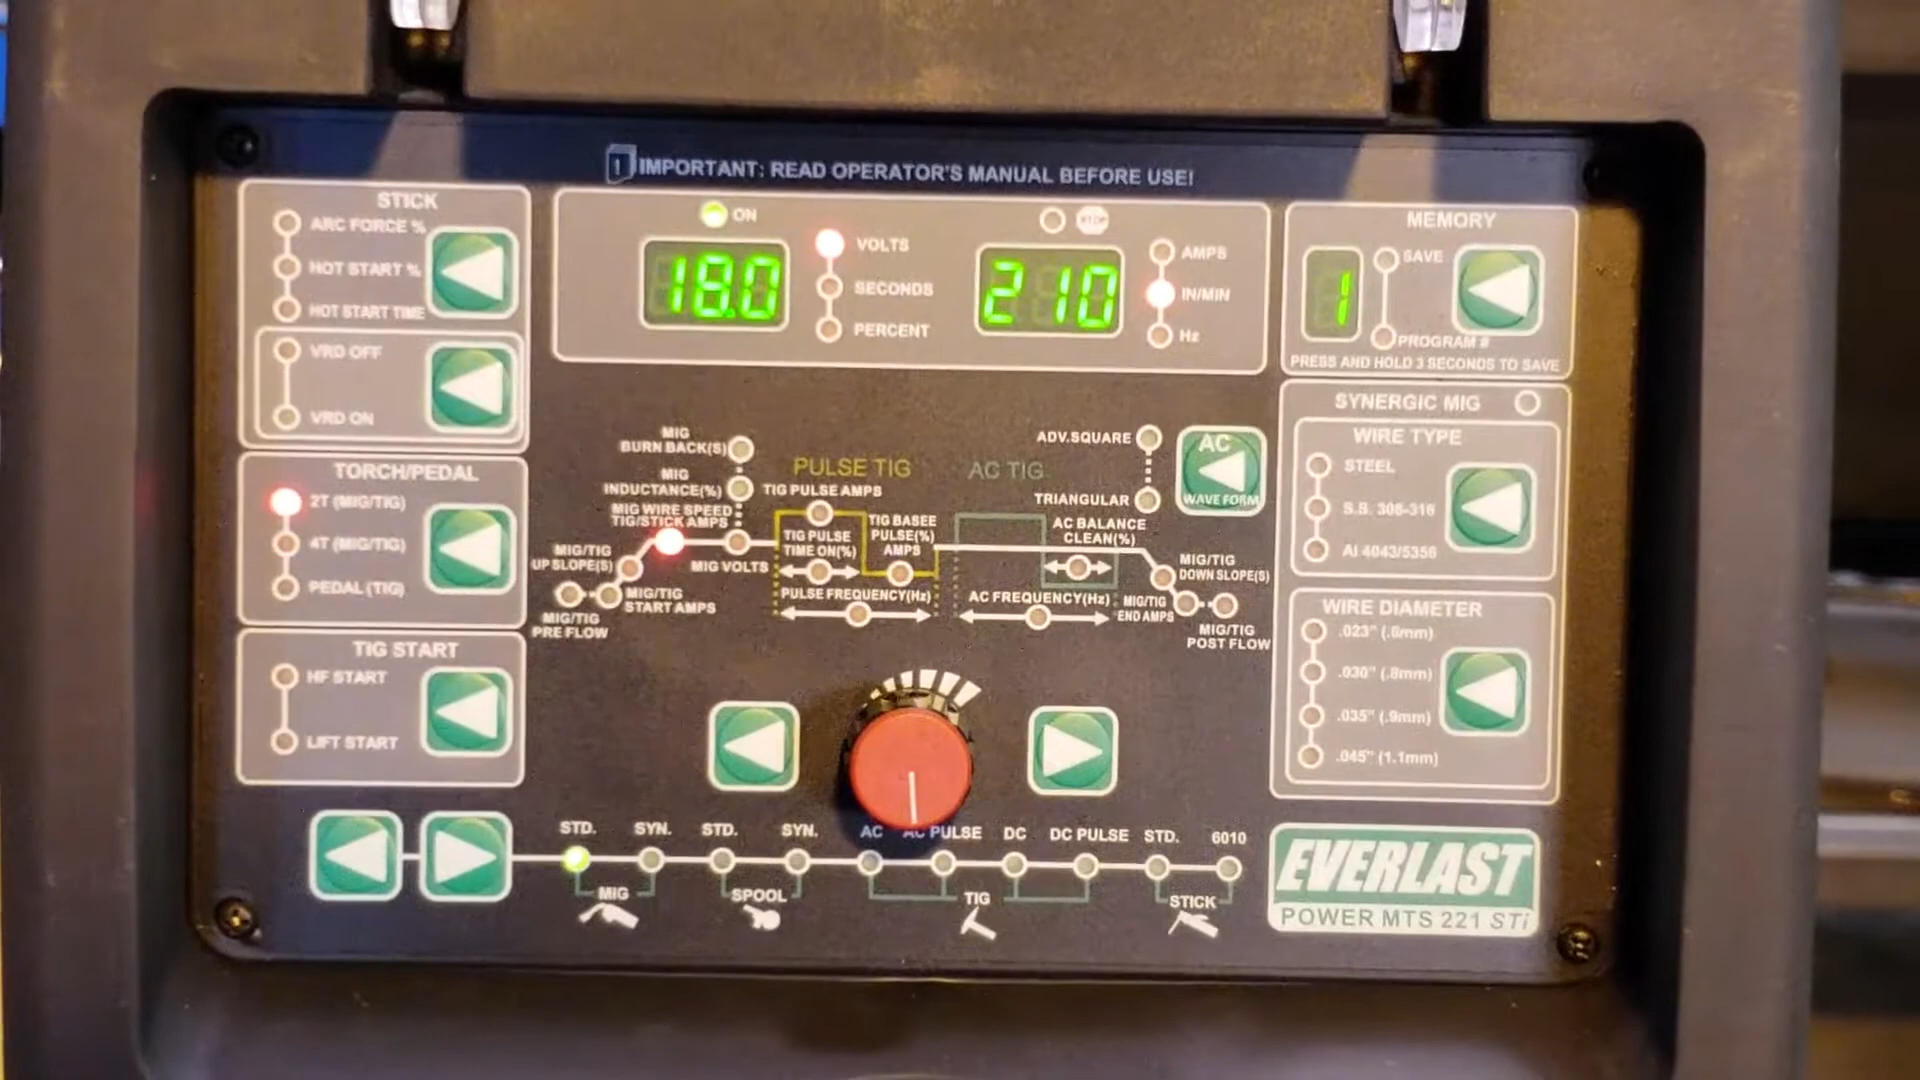 ! IMPORTANT: READ OPERATOR'S MANUAL BEFORE USE!
STICK
ARC FORCE %
HOT START %
HOT START TIME
VRD OFF
VRD ON
TORCH/PEDAL
2T (MIG/TIG)
4T (MIG/TIG)
PEDAL (TIG)
TIG START
HF START
LIFT START
ON
18.0
VOLTS
SECONDS
PERCENT
STOP
210
AMPS
IN/MIN
Hz
MEMORY
1
SAVE
PROGRAM #
PRESS AND HOLD 3 SECONDS TO SAVE
SYNERGIC MIG
WIRE TYPE
STEEL
S.S. 308-316
Al 4043/5356
WIRE DIAMETER
.023" (.6mm)
.030" (.8mm)
.035" (.9mm)
.045" (1.1mm)
MIG
BURN BACK(S)
MIG
INDUCTANCE(%)
MIG WIRE SPEED
TIG/STICK AMPS
MIG/TIG
UP SLOPE(S)
MIG VOLTS
MIG/TIG
START AMPS
MIG/TIG
PRE FLOW
PULSE TIG
TIG PULSE AMPS
TIG PULSE
TIME ON(%)
TIG BASEE
PULSE(%)
AMPS
PULSE FREQUENCY(Hz)
AC TIG
ADV.SQUARE
TRIANGULAR
AC
WAVE FORM
AC BALANCE
CLEAN(%)
AC FREQUENCY(Hz)
MIG/TIG
DOWN SLOPE(S)
MIG/TIG
END AMPS
MIG/TIG
POST FLOW
STD. SYN. STD. SYN. AC AC PULSE DC DC PULSE STD. 6010
MIG SPOOL TIG STICK
EVERLAST
POWER MTS 221 STi